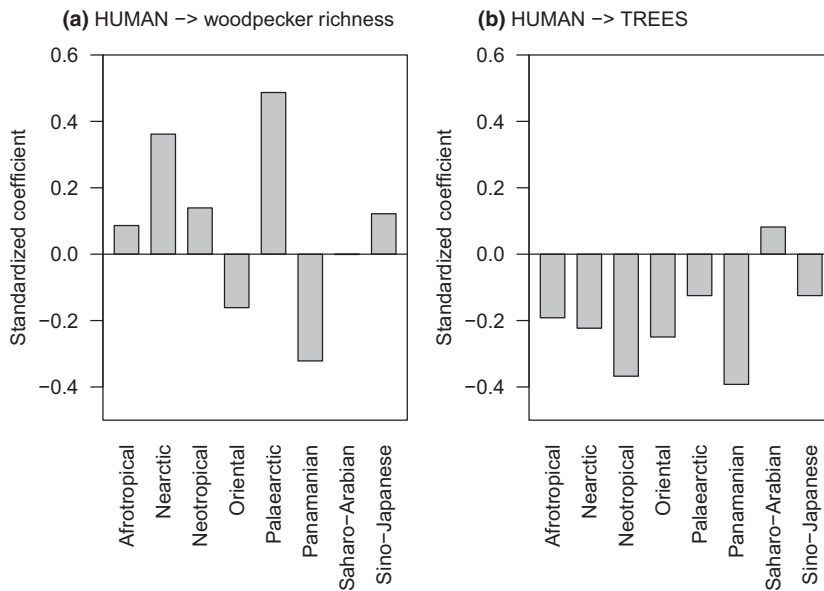 (a) HUMAN −> woodpecker richness
Standardized coefficient
0.6
0.4
0.2
0.0
−0.2
−0.4
Afrotropical
Nearctic
Neotropical
Oriental
Palaearctic
Panamanian
Saharo−Arabian
Sino−Japanese
(b) HUMAN −> TREES
Standardized coefficient
0.6
0.4
0.2
0.0
−0.2
−0.4
Afrotropical
Nearctic
Neotropical
Oriental
Palaearctic
Panamanian
Saharo−Arabian
Sino−Japanese